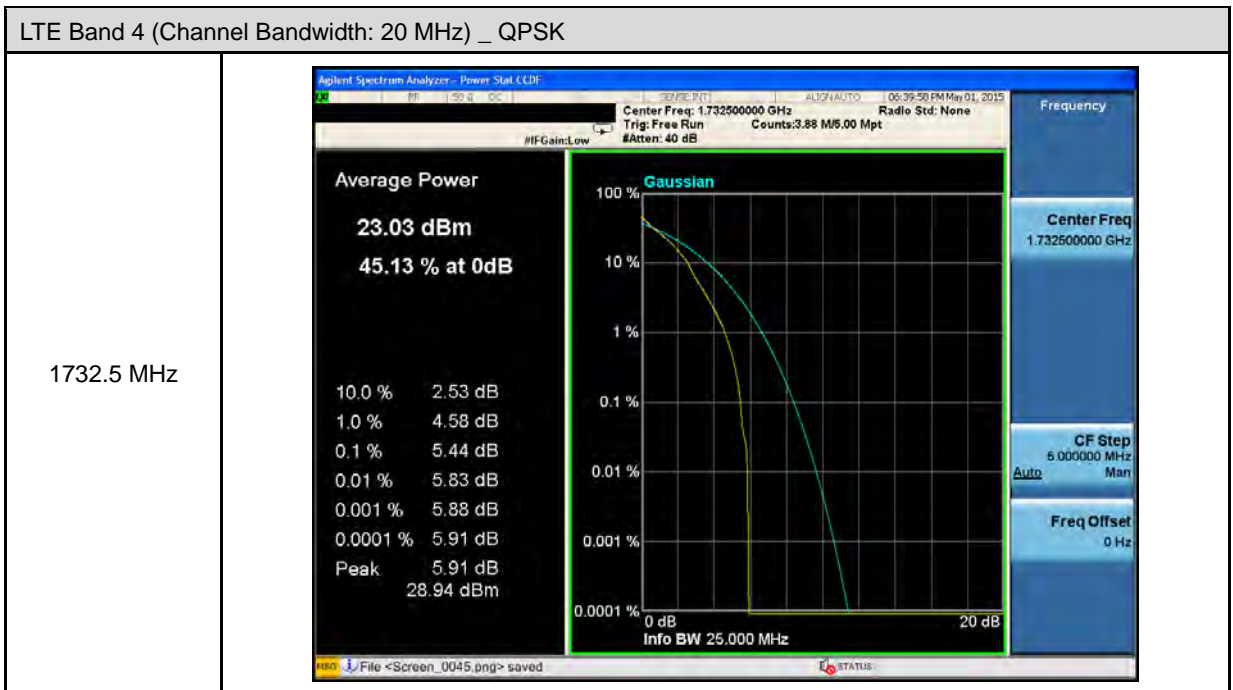 LTE Band 4 (Channel Bandwidth: 20 MHz) _ QPSK
1732.5 MHz
Agilent Spectrum Analyzer - Power Stat CCDF
RF 50 Ω DC SENSE:INT ALIGN AUTO 06:39:58 PM May 01, 2015
Center Freq: 1.732500000 GHz Radio Std: None
Trig: Free Run Counts:3.88 M/5.00 Mpt
#IFGain:Low #Atten: 40 dB
Average Power
23.03 dBm
45.13 % at 0dB
10.0 % 2.53 dB
1.0 % 4.58 dB
0.1 % 5.44 dB
0.01 % 5.83 dB
0.001 % 5.88 dB
0.0001 % 5.91 dB
Peak 5.91 dB
28.94 dBm
Gaussian
100 %
10 %
1 %
0.1 %
0.01 %
0.001 %
0.0001 %
0 dB 20 dB
Info BW 25.000 MHz
Frequency
Center Freq
1.732500000 GHz
CF Step
5.000000 MHz
Auto Man
Freq Offset
0 Hz
MSG File <Screen_0045.png> saved STATUS